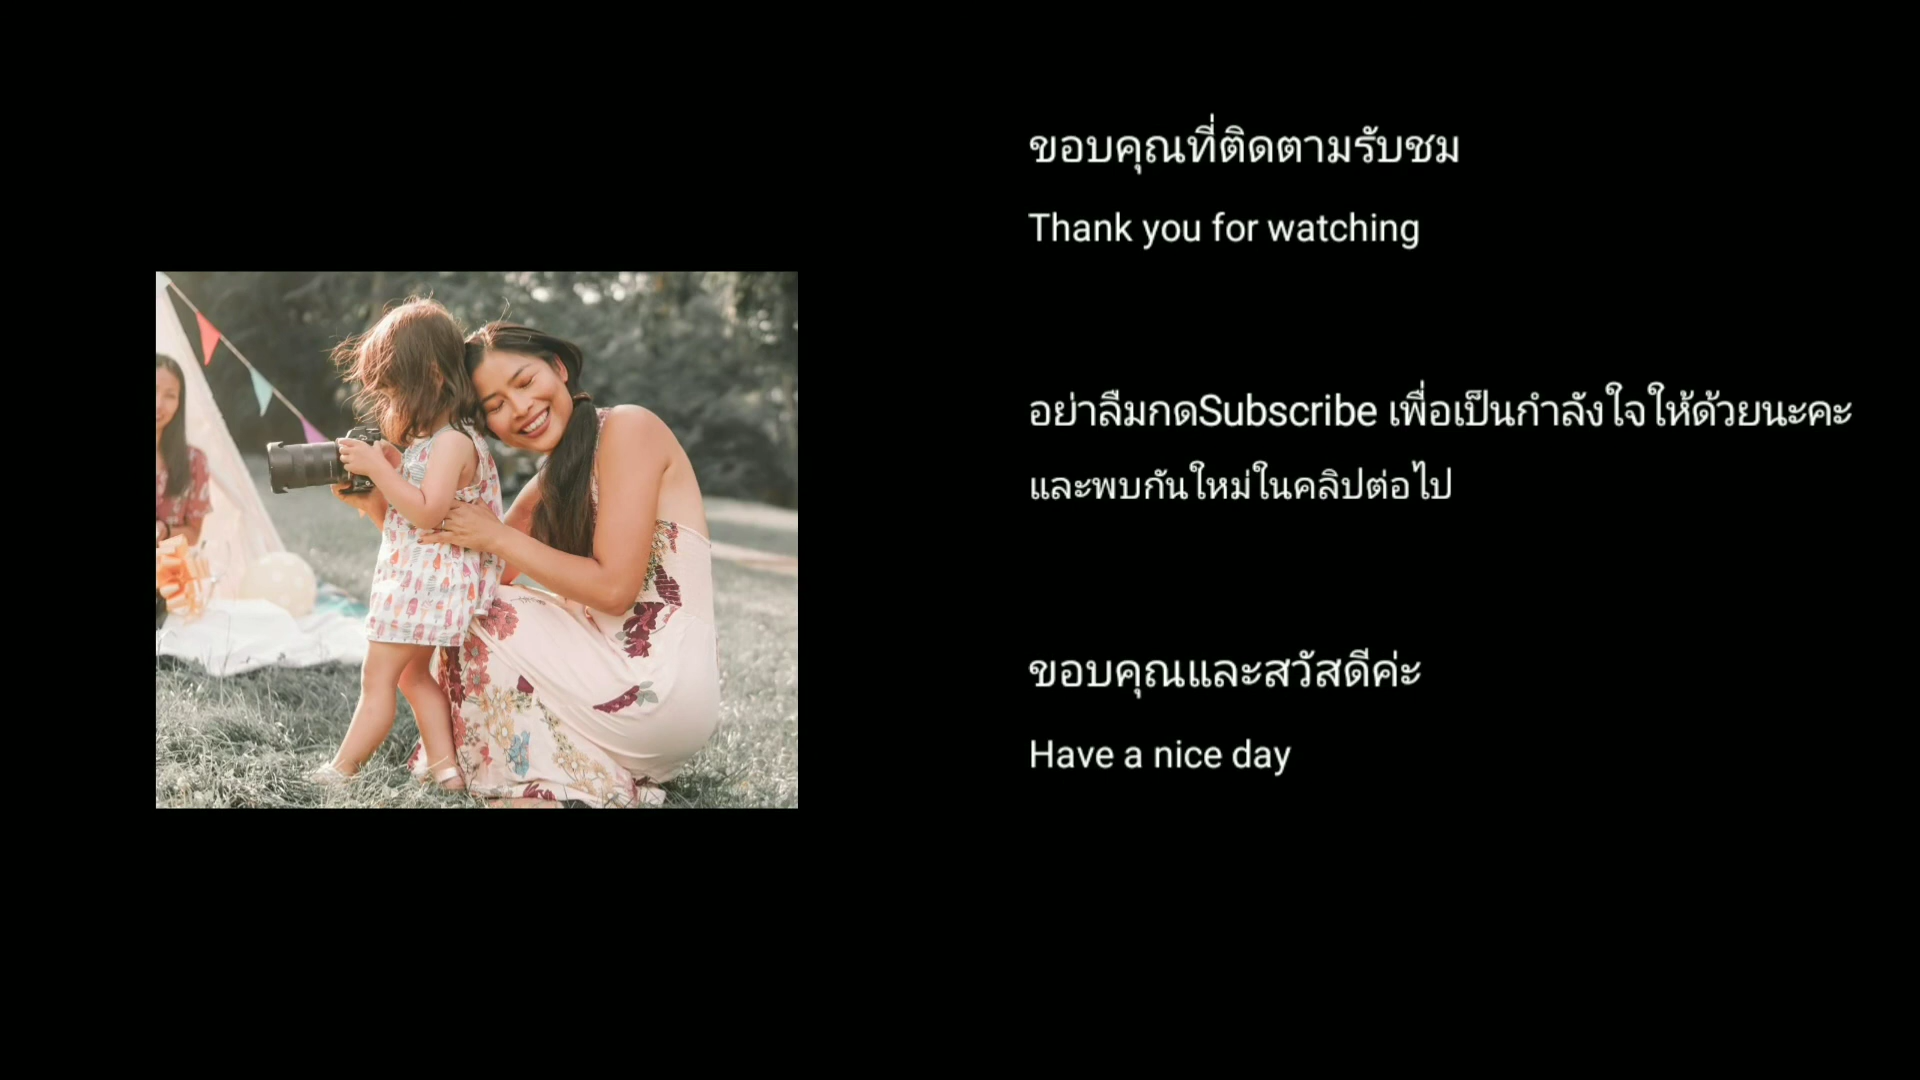 ขอบคุณที่ติดตามรับชม
Thank you for watching
อย่าลืมกดSubscribe เพื่อเป็นกำลังใจให้ด้วยนะคะ
และพบกันใหม่ในคลิปต่อไป
ขอบคุณและสวัสดีค่ะ
Have a nice day